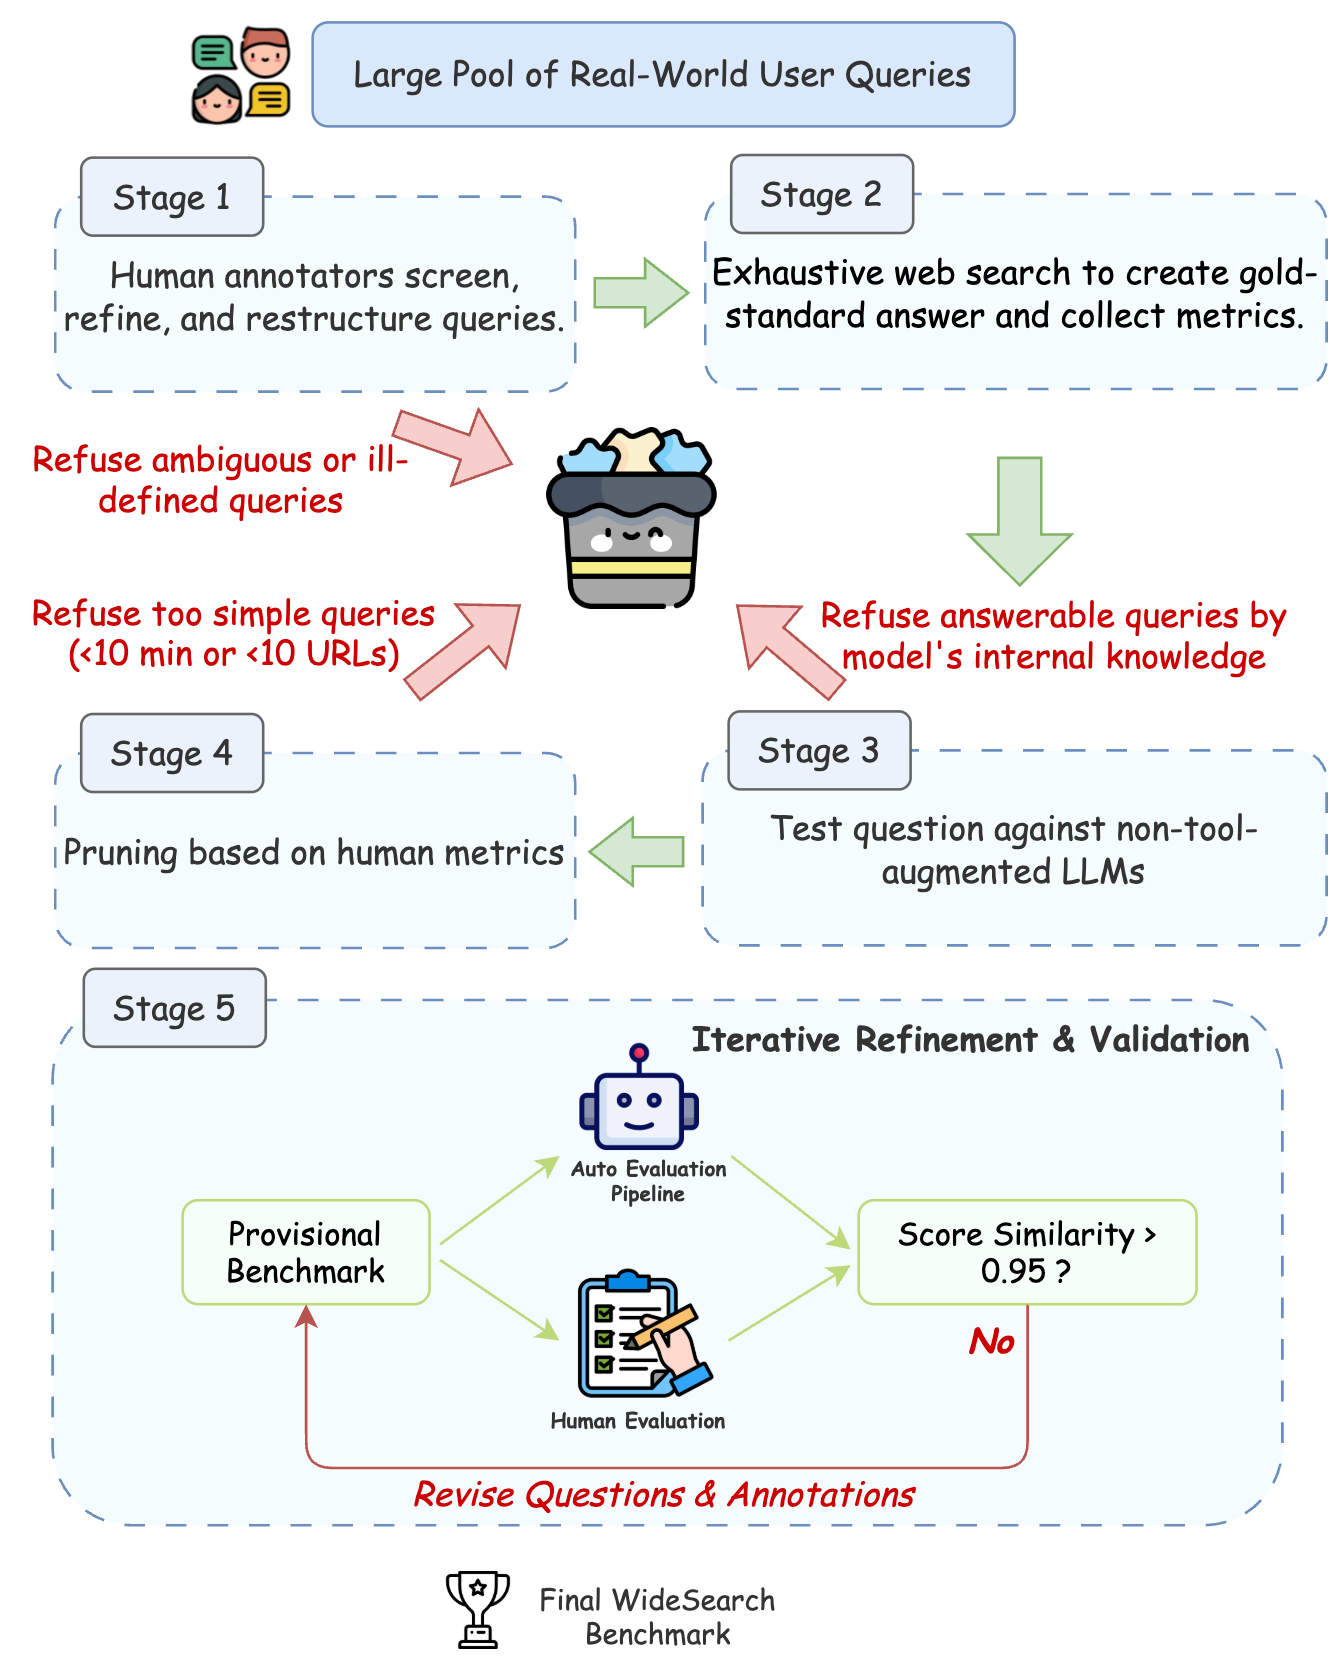 Large Pool of Real-World User Queries
Stage 1
Human annotators screen,
refine, and restructure queries.
Stage 2
Exhaustive web search to create gold-
standard answer and collect metrics.
Refuse ambiguous or ill-
defined queries
Refuse too simple queries
(<10 min or <10 URLs)
Refuse answerable queries by
model's internal knowledge
Stage 4
Pruning based on human metrics
Stage 3
Test question against non-tool-
augmented LLMs
Stage 5
Iterative Refinement & Validation
Auto Evaluation
Pipeline
Provisional
Benchmark
Score Similarity >
0.95 ?
No
Human Evaluation
Revise Questions & Annotations
Final WideSearch
Benchmark